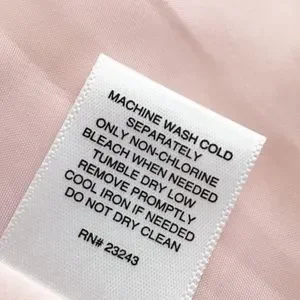 MACHINE WASH COLD
SEPARATELY
ONLY NON-CHLORINE
BLEACH WHEN NEEDED
TUMBLE DRY LOW
REMOVE PROMPTLY
COOL IRON IF NEEDED
DO NOT DRY CLEAN
RN# 23243